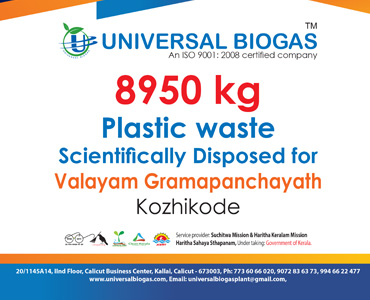 UNIVERSAL BIOGAS TM
An ISO 9001: 2008 certified company
8950 kg
Plastic waste
Scientifically Disposed for
Valayam Gramapanchayath
Kozhikode
Service provider: Suchitwa Mission & Haritha Keralam Mission
Haritha Sahaya Sthapanam, Under taking: Government of Kerala.
20/114SA14, IInd Floor, Calicut Business Center, Kallai, Calicut - 673003, Ph: 773 60 66 020, 9072 83 63 73, 994 66 22 477
www.universalbiogas.com, Email: universalbiogasplant@gmail.com,